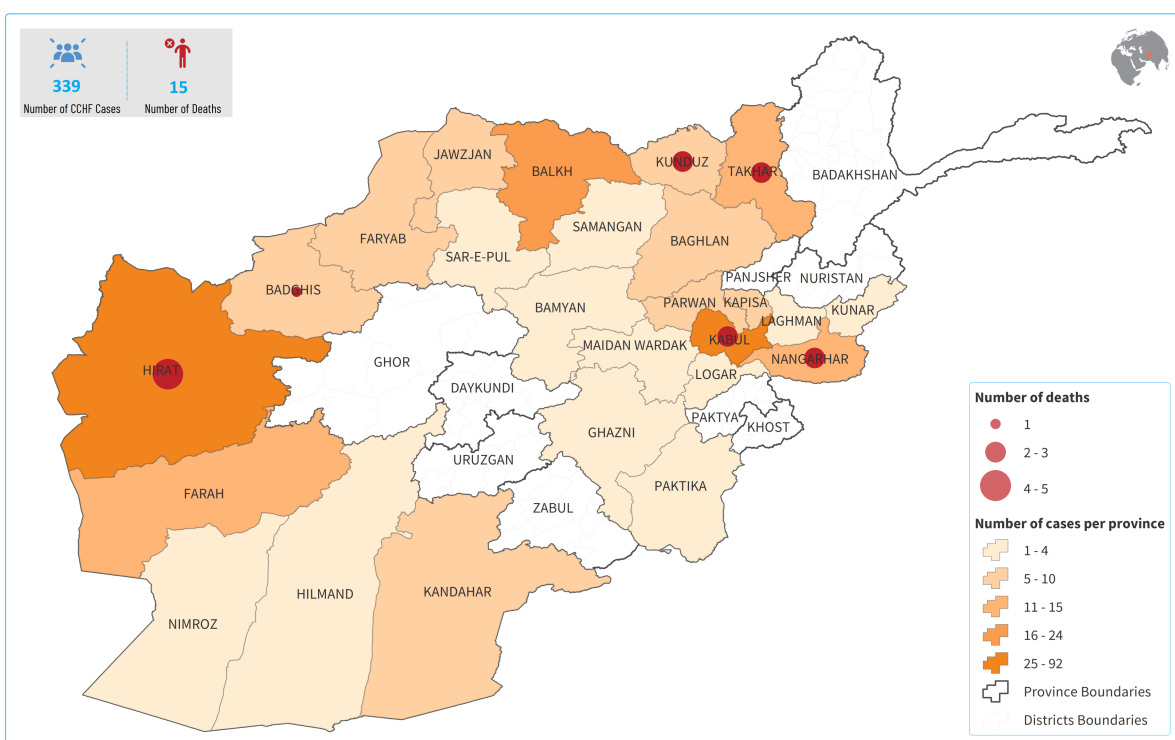 339
Number of CCHF Cases
15
Number of Deaths
JAWZJAN
BALKH
KUNDUZ
TAKHAR
BADAKHSHAN
FARYAB
SAR-E-PUL
SAMANGAN
BAGHLAN
PANJSHER
NURISTAN
BADGHIS
BAMYAN
PARWAN
KAPISA
LAGHMAN
KUNAR
HIRAT
GHOR
MAIDAN WARDAK
KABUL
NANGARHAR
LOGAR
DAYKUNDI
PAKTYA
KHOST
GHAZNI
URUZGAN
PAKTIKA
FARAH
ZABUL
HILMAND
KANDAHAR
NIMROZ
Number of deaths
1
2 - 3
4 - 5
Number of cases per province
1 - 4
5 - 10
11 - 15
16 - 24
25 - 92
Province Boundaries
Districts Boundaries